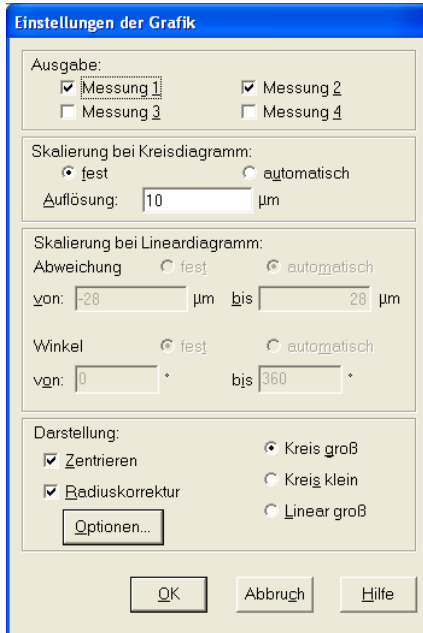 Einstellungen der Grafik
Ausgabe:
Messung 1 Messung 2
Messung 3 Messung 4
Skalierung bei Kreisdiagramm:
fest automatisch
Auflösung: 10 µm
Skalierung bei Lineardiagramm:
Abweichung fest automatisch
von: -28 µm bis 28 µm
Winkel fest automatisch
von: 0 ° bis 360 °
Darstellung:
Zentrieren
Radiuskorrektur
Optionen...
Kreis groß
Kreis klein
Linear groß
OK Abbruch Hilfe